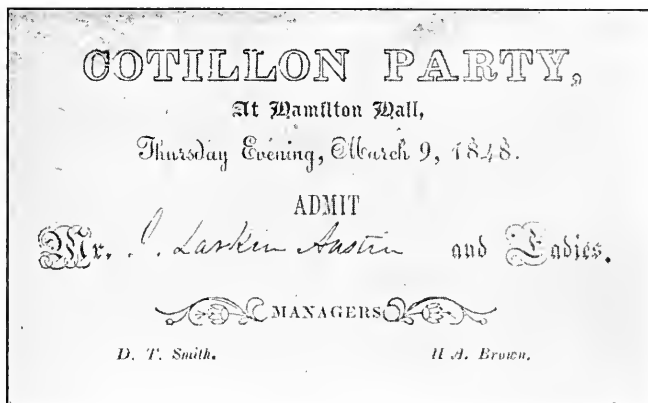 COTILLON PARTY,
At Hamilton Hall,
Thursday Evening, March 9, 1848.
ADMIT
Mr. J. Larkin Austin and Ladies.
MANAGERS
D. T. Smith. H A. Brown.